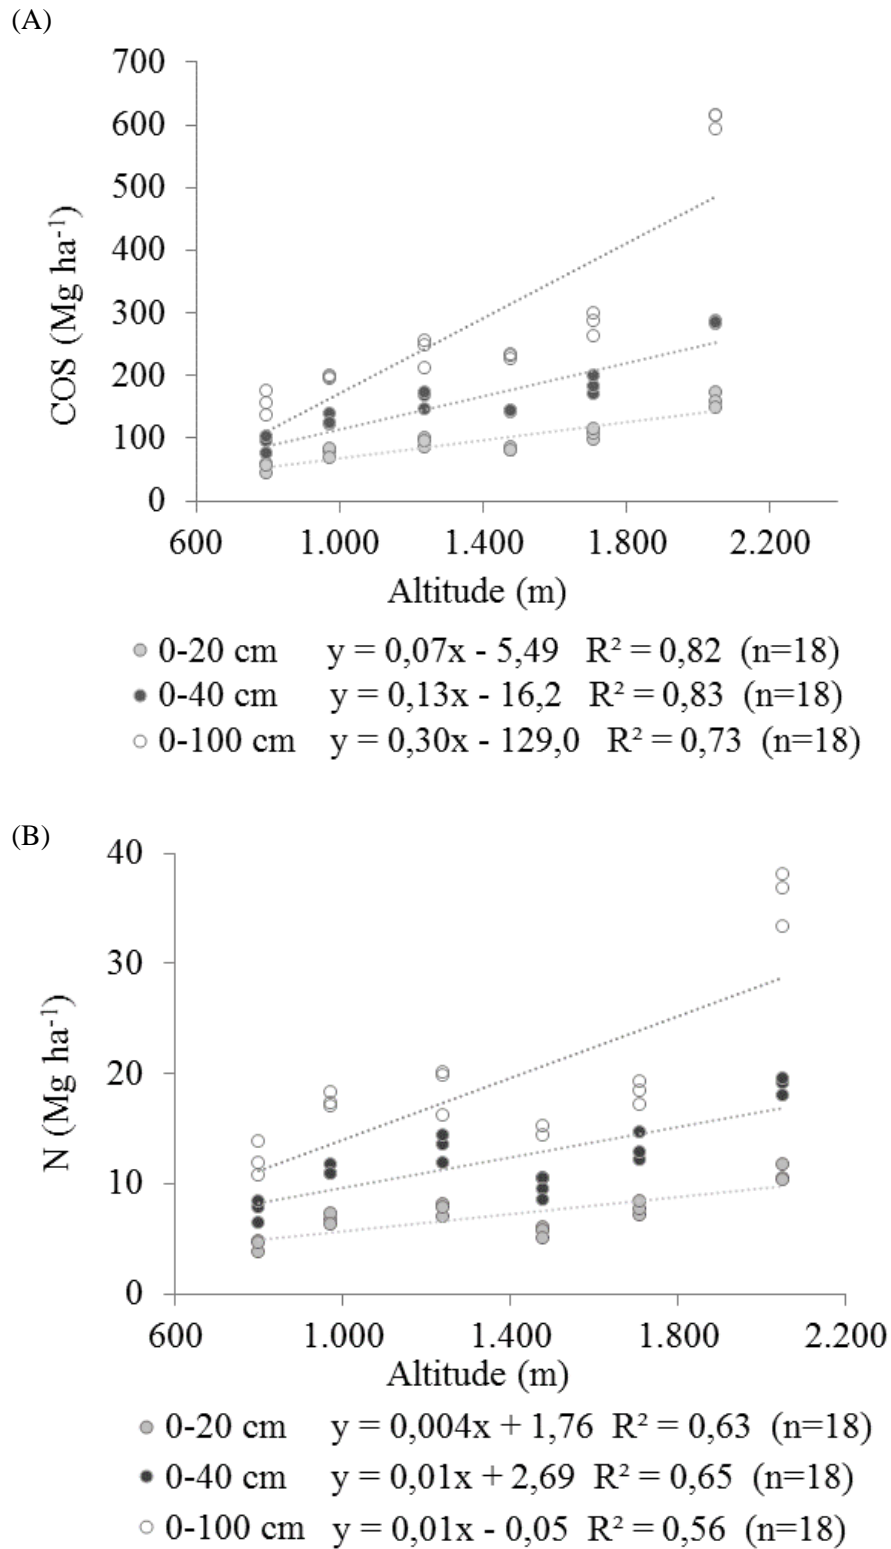 (A)
700
600
500
400
300
200
100
0
COS (Mg ha⁻¹)
600 1.000 1.400 1.800 2.200
Altitude (m)
0-20 cm y = 0,07x - 5,49 R² = 0,82 (n=18)
0-40 cm y = 0,13x - 16,2 R² = 0,83 (n=18)
0-100 cm y = 0,30x - 129,0 R² = 0,73 (n=18)
(B)
40
30
20
10
0
N (Mg ha⁻¹)
600 1.000 1.400 1.800 2.200
Altitude (m)
0-20 cm y = 0,004x + 1,76 R² = 0,63 (n=18)
0-40 cm y = 0,01x + 2,69 R² = 0,65 (n=18)
0-100 cm y = 0,01x - 0,05 R² = 0,56 (n=18)